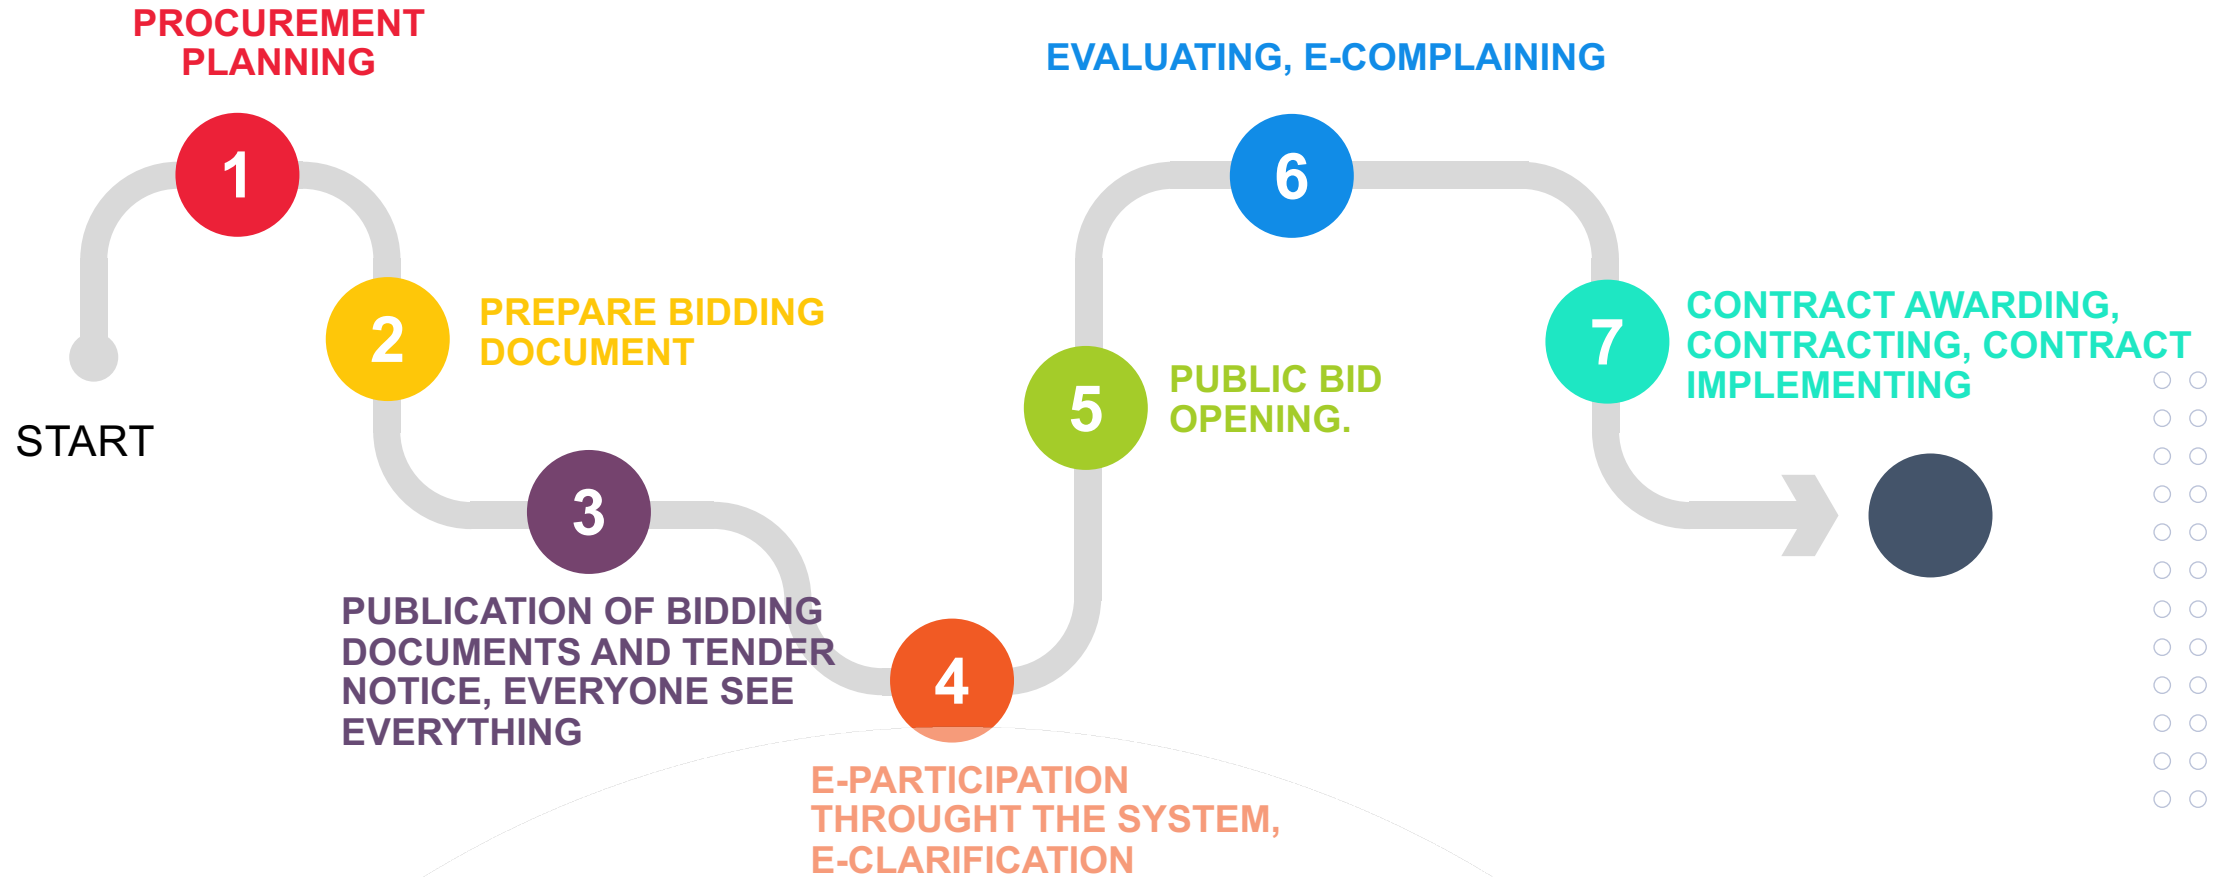 START
1
PROCUREMENT
PLANNING
2
PREPARE BIDDING
DOCUMENT
3
PUBLICATION OF BIDDING
DOCUMENTS AND TENDER
NOTICE, EVERYONE SEE
EVERYTHING
4
E-PARTICIPATION
THROUGHT THE SYSTEM,
E-CLARIFICATION
5
PUBLIC BID
OPENING.
6
EVALUATING, E-COMPLAINING
7
CONTRACT AWARDING,
CONTRACTING, CONTRACT
IMPLEMENTING